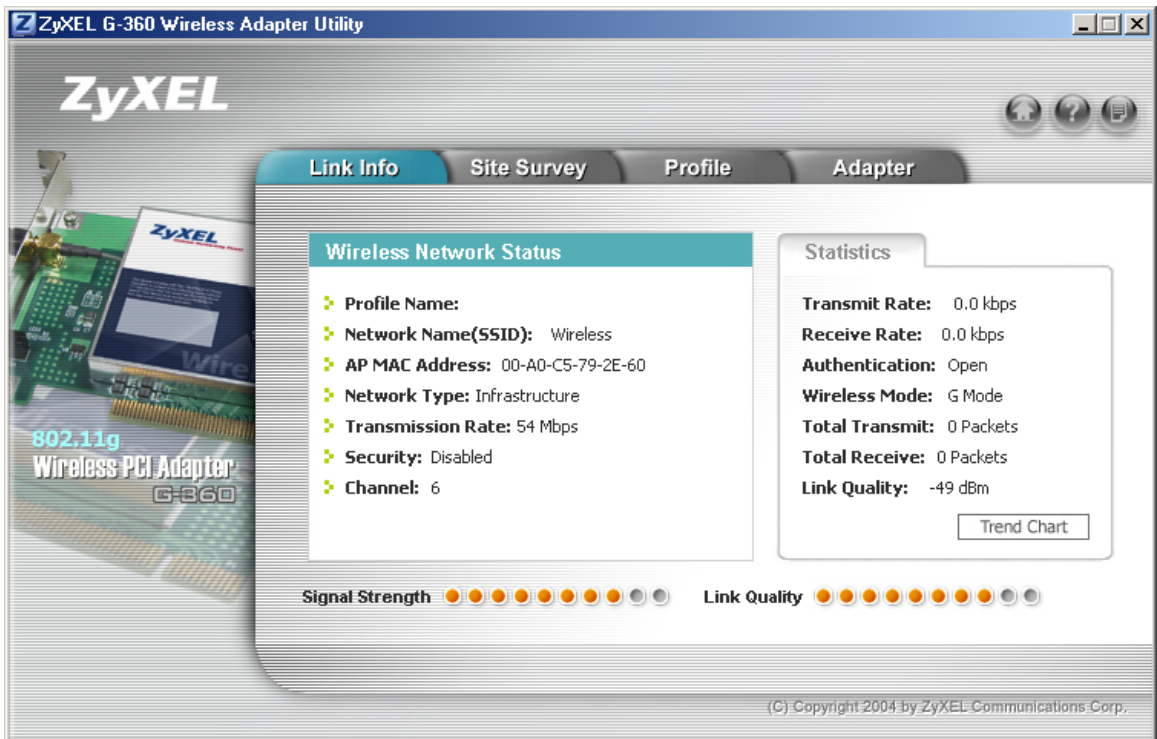 ZyXEL G-360 Wireless Adapter Utility
ZyXEL
Link Info
Site Survey
Profile
Adapter
ZyXEL
Wire
802.11g
Wireless PCI Adapter
G-360
Wireless Network Status
Profile Name:
Network Name(SSID): Wireless
AP MAC Address: 00-A0-C5-79-2E-60
Network Type: Infrastructure
Transmission Rate: 54 Mbps
Security: Disabled
Channel: 6
Statistics
Transmit Rate: 0.0 kbps
Receive Rate: 0.0 kbps
Authentication: Open
Wireless Mode: G Mode
Total Transmit: 0 Packets
Total Receive: 0 Packets
Link Quality: -49 dBm
Trend Chart
Signal Strength
Link Quality
(C) Copyright 2004 by ZyXEL Communications Corp.